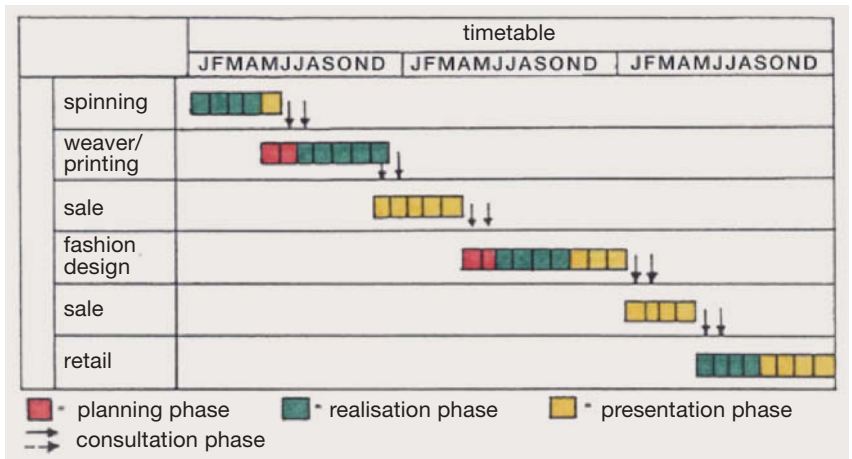 timetable
JFMAMJJASOND JFMAMJJASOND JFMAMJJASOND
spinning
weaver/
printing
sale
fashion
design
sale
retail
- planning phase - realisation phase - presentation phase
consultation phase